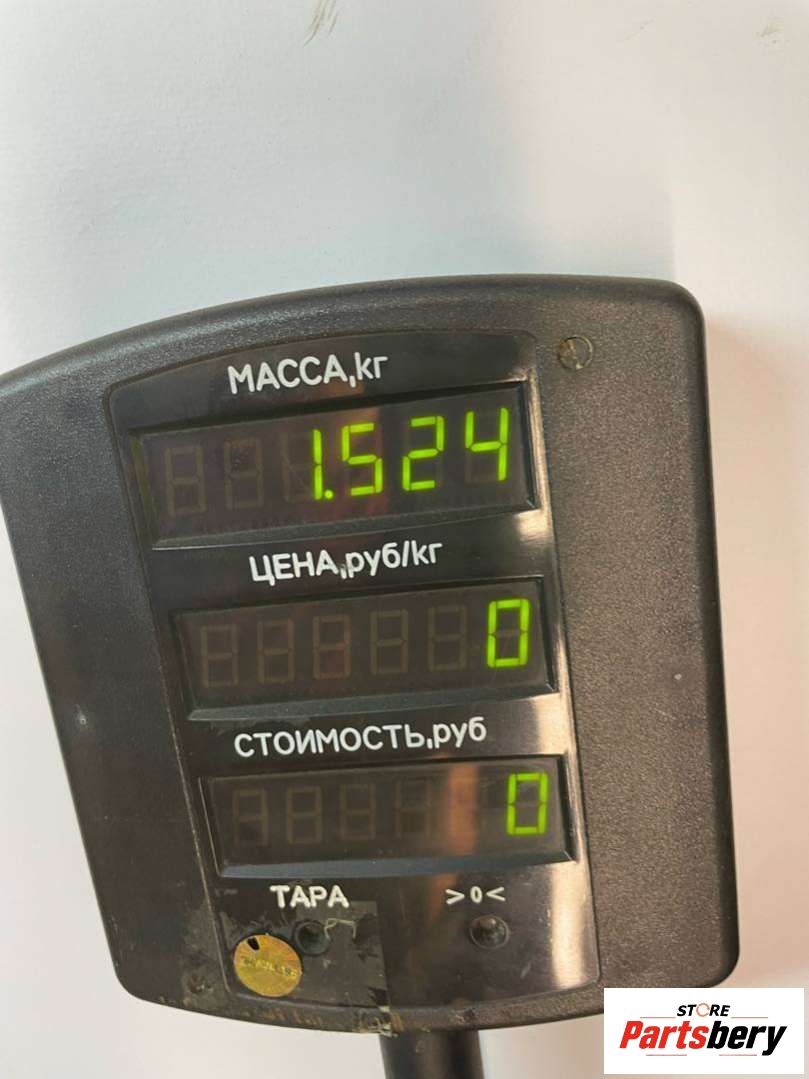 МАССА,кг
1.524
ЦЕНА,руб/кг
0
СТОИМОСТЬ,руб
0
ТАРА >0<
STORE
Partsbery